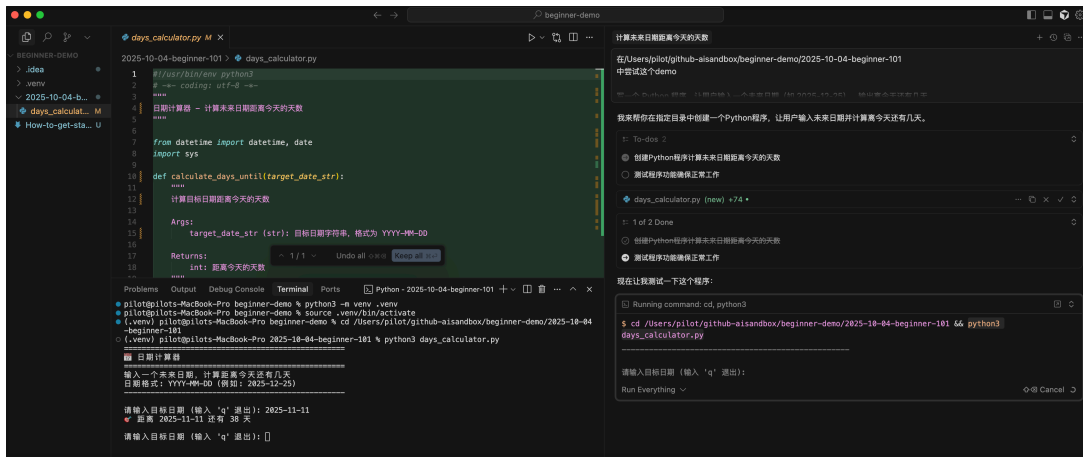 beginner-demo
BEGINNER-DEMO
.idea
.venv
2025-10-04-b...
days_calculat... M
How-to-get-sta... U
days_calculator.py M
2025-10-04-beginner-101 > days_calculator.py
1 #!/usr/bin/env python3
2 # -*- coding: utf-8 -*-
3 """
4 日期计算器 - 计算未来日期距离今天的天数
5 """
6
7 from datetime import datetime, date
8 import sys
9
10 def calculate_days_until(target_date_str):
11 """
12 计算目标日期距离今天的天数
13
14 Args:
15 target_date_str (str): 目标日期字符串，格式为 YYYY-MM-DD
16
17 Returns:
18 int: 距离今天的天数
"""
1 / 1 Undo all Keep all
Problems Output Debug Console Terminal Ports
Python - 2025-10-04-beginner-101
pilot@pilots-MacBook-Pro beginner-demo % python3 -m venv .venv
pilot@pilots-MacBook-Pro beginner-demo % source .venv/bin/activate
(.venv) pilot@pilots-MacBook-Pro beginner-demo % cd /Users/pilot/github-aisandbox/beginner-demo/2025-10-04
-beginner-101
(.venv) pilot@pilots-MacBook-Pro 2025-10-04-beginner-101 % python3 days_calculator.py
日期计算器
输入一个未来日期，计算距离今天还有几天
日期格式: YYYY-MM-DD (例如: 2025-12-25)
请输入目标日期 (输入 'q' 退出): 2025-11-11
距离 2025-11-11 还有 38 天
请输入目标日期 (输入 'q' 退出):
计算未来日期距离今天的天数
在/Users/pilot/github-aisandbox/beginner-demo/2025-10-04-beginner-101
中尝试这个demo
我来帮你在指定目录中创建一个Python程序，让用户输入未来日期并计算离今天还有几天。
To-dos 2
创建Python程序计算未来日期距离今天的天数
测试程序功能确保正常工作
days_calculator.py (new) +74
1 of 2 Done
创建Python程序计算未来日期距离今天的天数
测试程序功能确保正常工作
现在让我测试一下这个程序:
Running command: cd, python3
$ cd /Users/pilot/github-aisandbox/beginner-demo/2025-10-04-beginner-101 && python3
days_calculator.py
请输入目标日期 (输入 'q' 退出):
Run Everything
Cancel